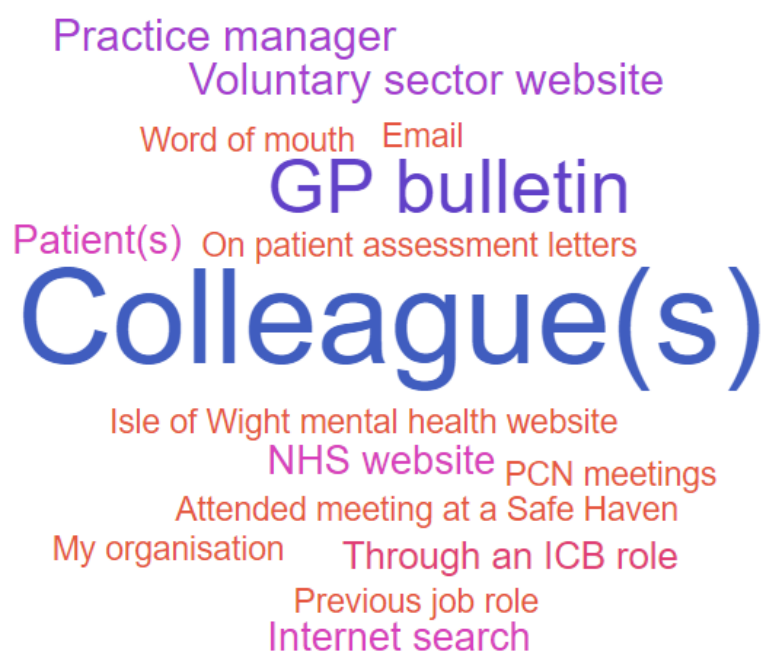 Practice manager
Voluntary sector website
Word of mouth Email
GP bulletin
Patient(s) On patient assessment letters
Colleague(s)
Isle of Wight mental health website
NHS website PCN meetings
Attended meeting at a Safe Haven
My organisation Through an ICB role
Previous job role
Internet search